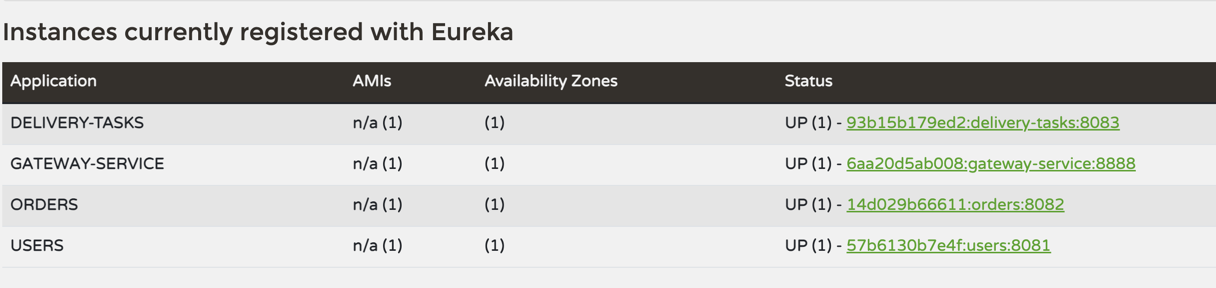 Instances currently registered with Eureka
Application AMIs Availability Zones Status
DELIVERY-TASKS n/a (1) (1) UP (1) - 93b15b179ed2:delivery-tasks:8083
GATEWAY-SERVICE n/a (1) (1) UP (1) - 6aa20d5ab008:gateway-service:8888
ORDERS n/a (1) (1) UP (1) - 14d029b66611:orders:8082
USERS n/a (1) (1) UP (1) - 57b6130b7e4f:users:8081